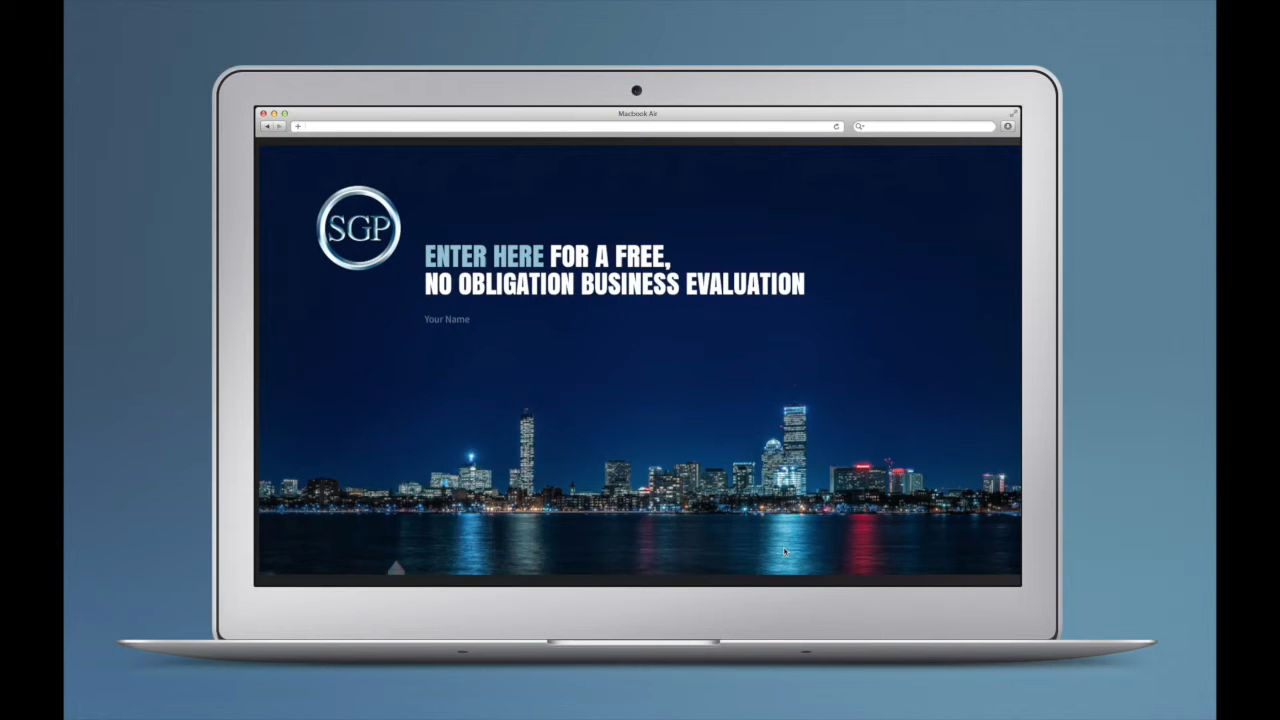 Macbook Air
SGP
ENTER HERE FOR A FREE,
NO OBLIGATION BUSINESS EVALUATION
Your Name